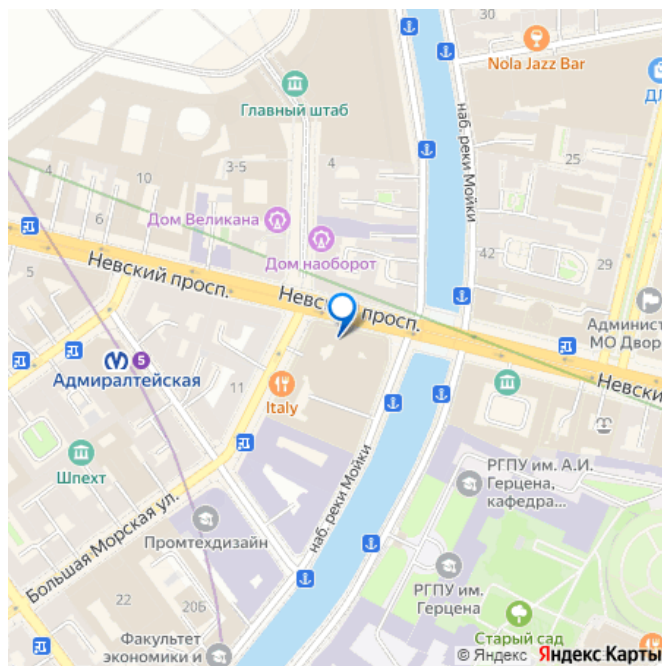 30
Nola Jazz Bar
Главный штаб
наб. реки Мойки
ДЛ
25
4
10
3-5
4
6
Дом Великана
Дом наоборот
42
29
5
Невский просп.
Невский просп.
Админист
МО Двор
М 5
Адмиралтейская
11
Italy
Невский
Шпехт
наб. реки Мойки
РГПУ им. А.И.
Герцена,
кафедра...
Большая Морская ул.
Промтехдизайн
РГПУ им.
Герцена
22
20Б
Старый сад
Факультет
экономики и
© Яндекс Яндекс Карты